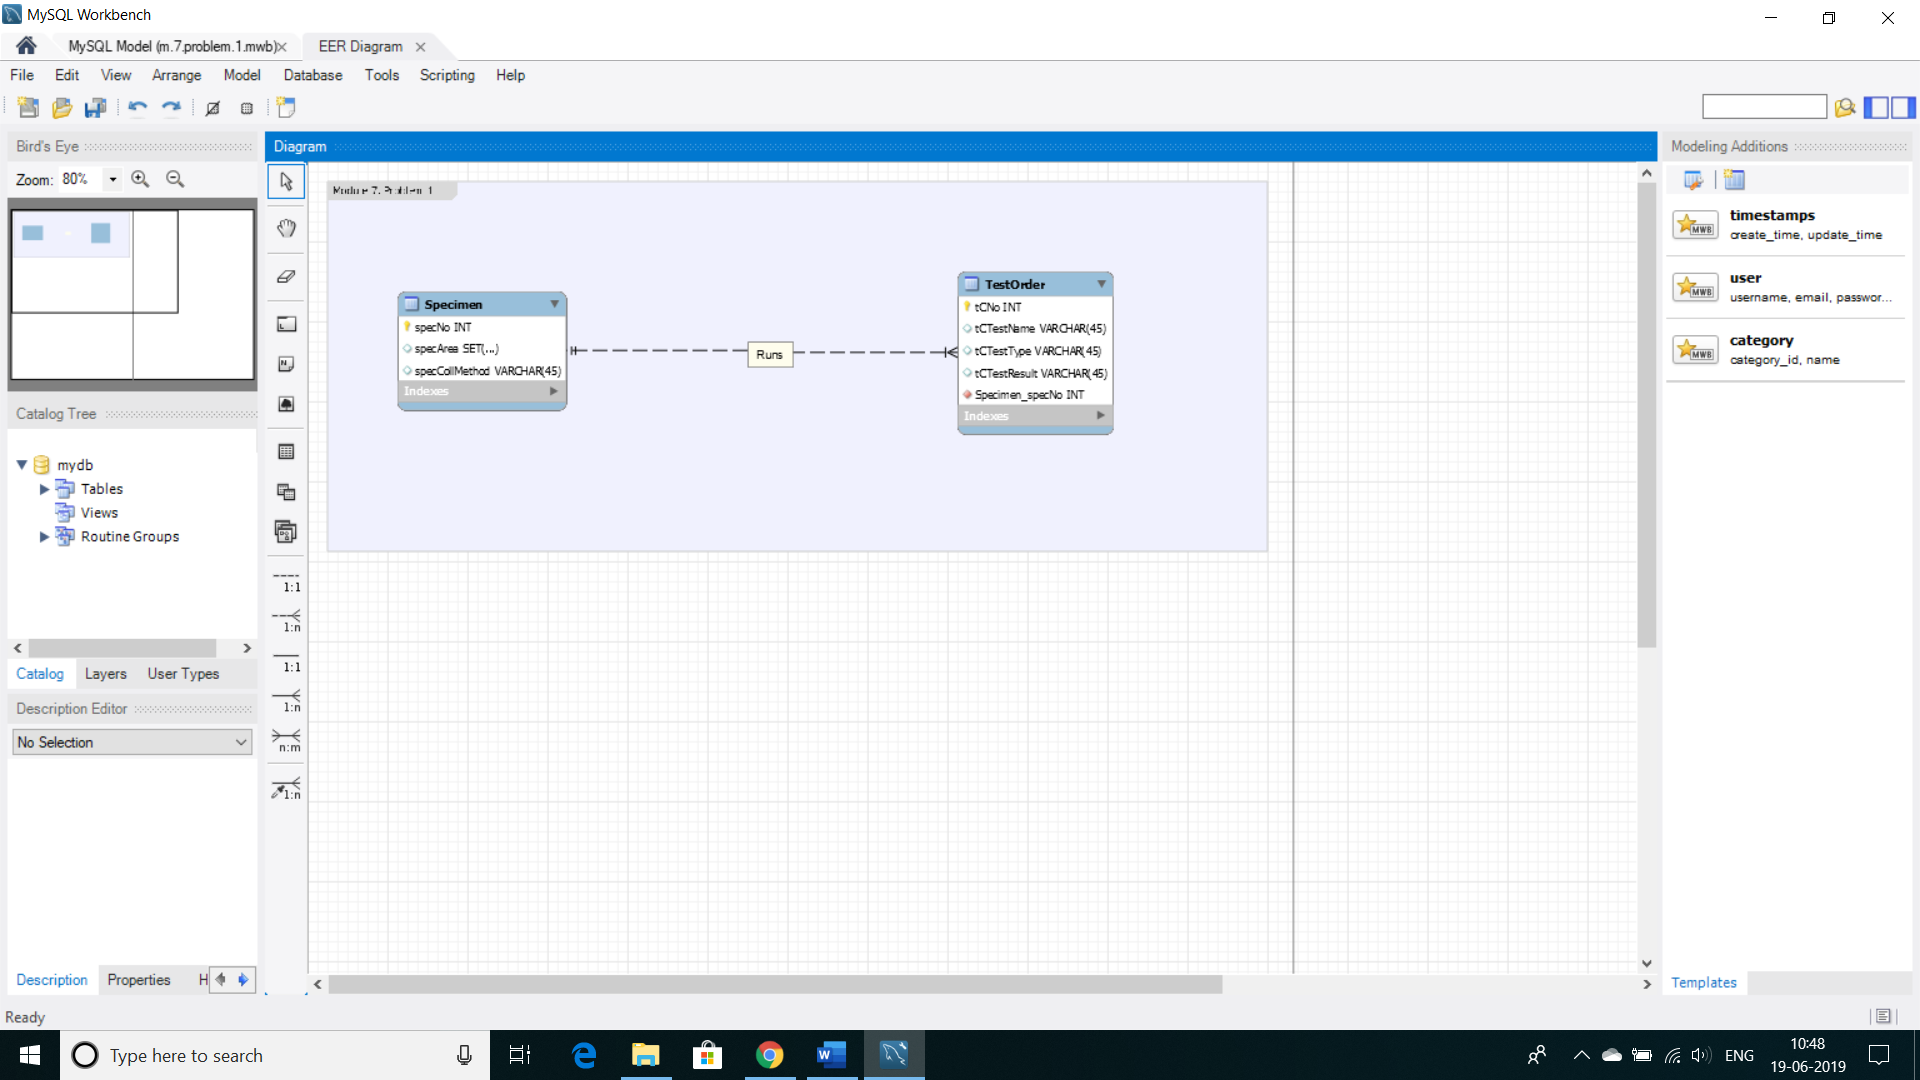 MySQL Workbench
MySQL Model (m.7.problem.1.mwb)
EER Diagram
File Edit View Arrange Model Database Tools Scripting Help
Bird's Eye
Zoom: 80%
Catalog Tree
mydb
Tables
Views
Routine Groups
Catalog Layers User Types
Description Editor
No Selection
Description Properties H
Ready
Diagram
1:1
1:n
1:1
1:n
n:m
1:n
Module 7. Problem 1
Specimen
specNo INT
specArea SET(...)
specCollMethod VARCHAR(45)
Indexes
Runs
TestOrder
tCNo INT
tCTestName VARCHAR(45)
tCTestType VARCHAR(45)
tCTestResult VARCHAR(45)
Specimen_specNo INT
Indexes
Modeling Additions
MWB
timestamps
create_time, update_time
MWB
user
username, email, passwor...
MWB
category
category_id, name
Templates
Type here to search
ENG
10:48
19-06-2019